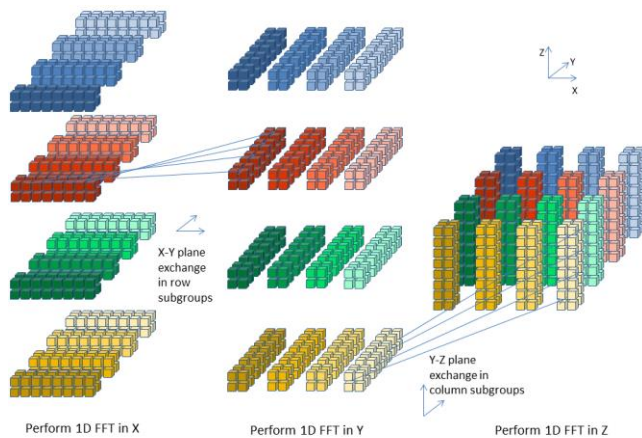 Z
Y
X
X-Y plane
exchange
in row
subgroups
Y-Z plane
exchange in
column subgroups
Perform 1D FFT in X
Perform 1D FFT in Y
Perform 1D FFT in Z